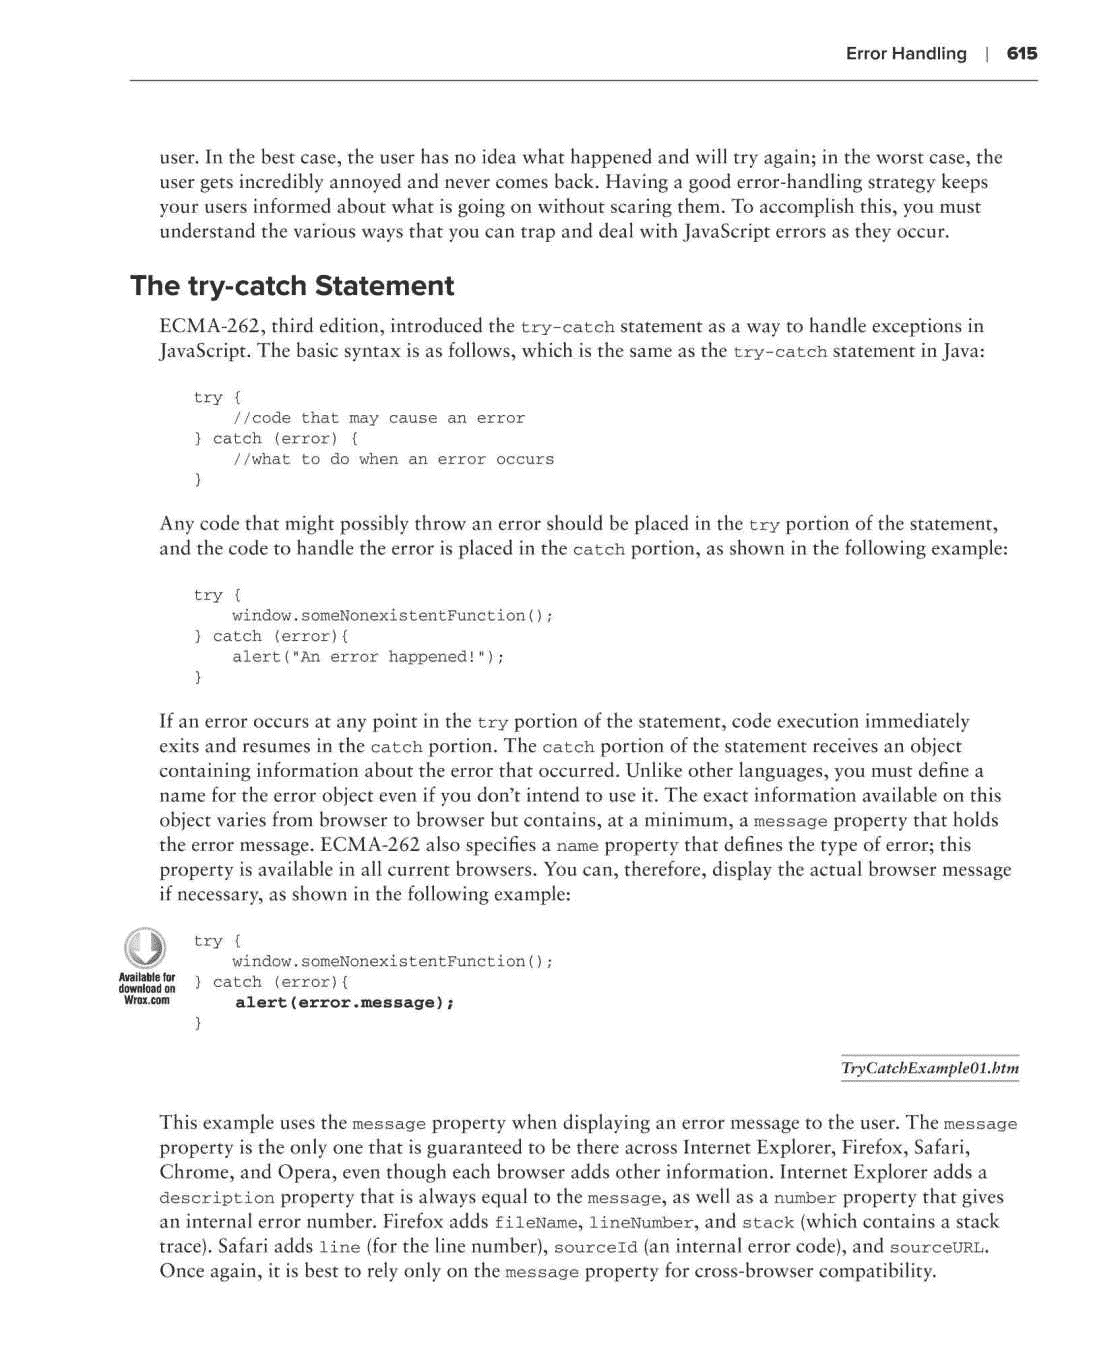 Error Handling | 615
user. In the best case, the user has no idea what happened and will try again; in the worst case, the
user gets incredibly annoyed and never comes back. Having a good error-handling strategy keeps
your users informed about what is going on without scaring them. To accomplish this, you must
understand the various ways that you can trap and deal with JavaScript errors as they occur.
The try-catch Statement
ECMA-262, third edition, introduced the try-catch statement as a way to handle exceptions in
JavaScript. The basic syntax is as follows, which is the same as the try-catch statement in Java:
try {
    //code that may cause an error
} catch (error) {
    //what to do when an error occurs
}
Any code that might possibly throw an error should be placed in the try portion of the statement,
and the code to handle the error is placed in the catch portion, as shown in the following example:
try {
    window.someNonexistentFunction();
} catch (error){
    alert("An error happened!");
}
If an error occurs at any point in the try portion of the statement, code execution immediately
exits and resumes in the catch portion. The catch portion of the statement receives an object
containing information about the error that occurred. Unlike other languages, you must define a
name for the error object even if you don't intend to use it. The exact information available on this
object varies from browser to browser but contains, at a minimum, a message property that holds
the error message. ECMA-262 also specifies a name property that defines the type of error; this
property is available in all current browsers. You can, therefore, display the actual browser message
if necessary, as shown in the following example:
Available for
download on
Wrox.com
try {
    window.someNonexistentFunction();
} catch (error){
    alert(error.message);
}
TryCatchExample01.htm
This example uses the message property when displaying an error message to the user. The message
property is the only one that is guaranteed to be there across Internet Explorer, Firefox, Safari,
Chrome, and Opera, even though each browser adds other information. Internet Explorer adds a
description property that is always equal to the message, as well as a number property that gives
an internal error number. Firefox adds fileName, lineNumber, and stack (which contains a stack
trace). Safari adds line (for the line number), sourceId (an internal error code), and sourceURL.
Once again, it is best to rely only on the message property for cross-browser compatibility.